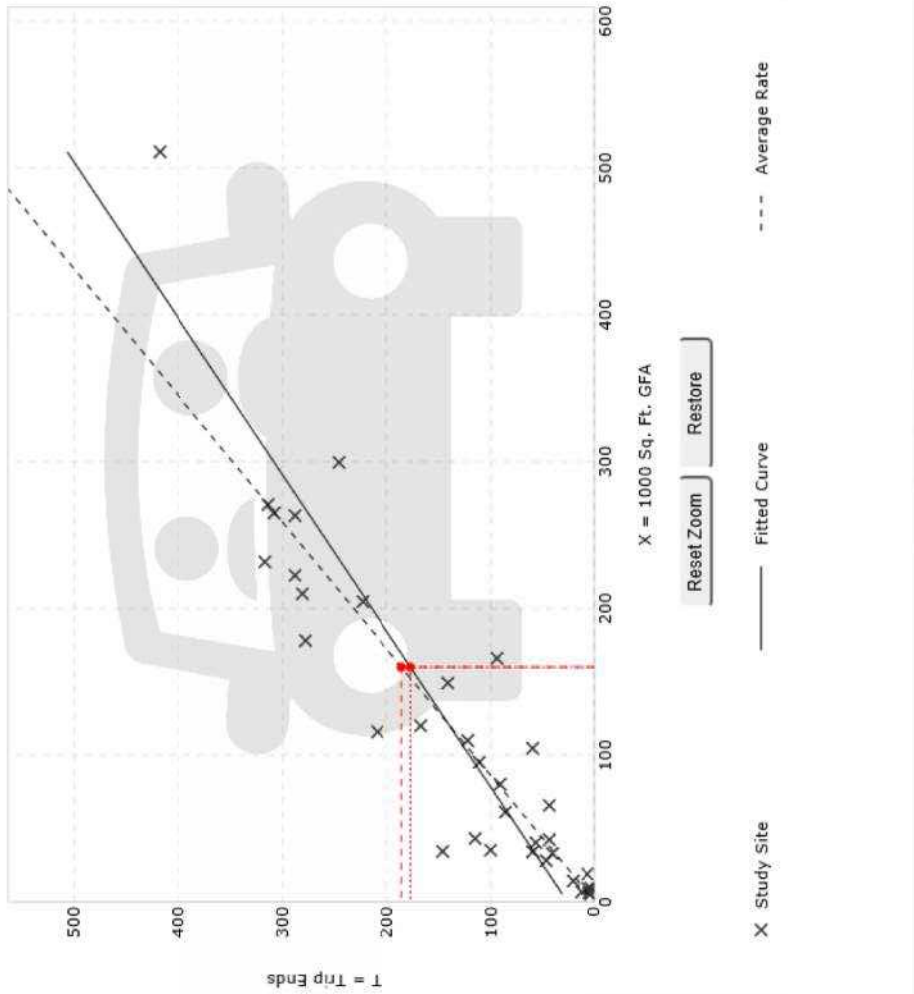 T = Trip Ends
500
400
300
200
100
0
0
100
200
300
400
500
600
X = 1000 Sq. Ft. GFA
Reset Zoom
Restore
Study Site
Fitted Curve
Average Rate